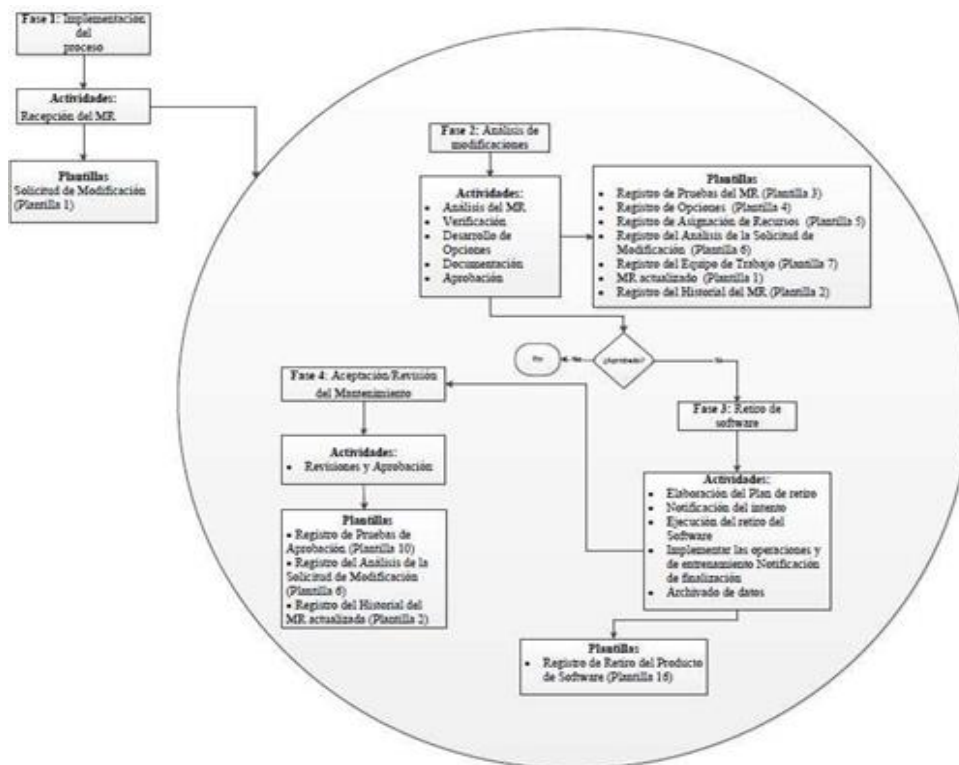 Fase 1: Implementación
del
proceso
Actividades:
Recepción del MR
Plantillas
Solicitud de Modificación
(Plantilla 1)
Fase 2: Análisis de
modificaciones
Actividades:
• Análisis del MR
• Verificación
• Desarrollo de
Opciones
• Documentación
• Aprobación
Plantillas
• Registro de Pruebas del MR (Plantilla 3)
• Registro de Opciones (Plantilla 4)
• Registro de Asignación de Recursos (Plantilla 5)
• Registro del Análisis de la Solicitud de
Modificación (Plantilla 6)
• Registro del Equipo de Trabajo (Plantilla 7)
• MR actualizado (Plantilla 1)
• Registro del Historial del MR (Plantilla 2)
¿Aprobado?
Fase 3: Retiro de
software
Actividades:
• Elaboración del Plan de retiro
• Notificación del intento
• Ejecución del retiro del
Software
• Implementar las operaciones y
de entrenamiento Notificación
de finalización
• Archivado de datos
Plantillas
• Registro de Retiro del Producto
de Software (Plantilla 16)
Fase 4: Aceptación/Revisión
del Mantenimiento
Actividades:
• Revisiones y Aprobación
Plantillas
• Registro de Pruebas de
Aprobación (Plantilla 10)
• Registro del Análisis de la
Solicitud de Modificación
(Plantilla 6)
• Registro del Historial del
MR actualizado (Plantilla 2)